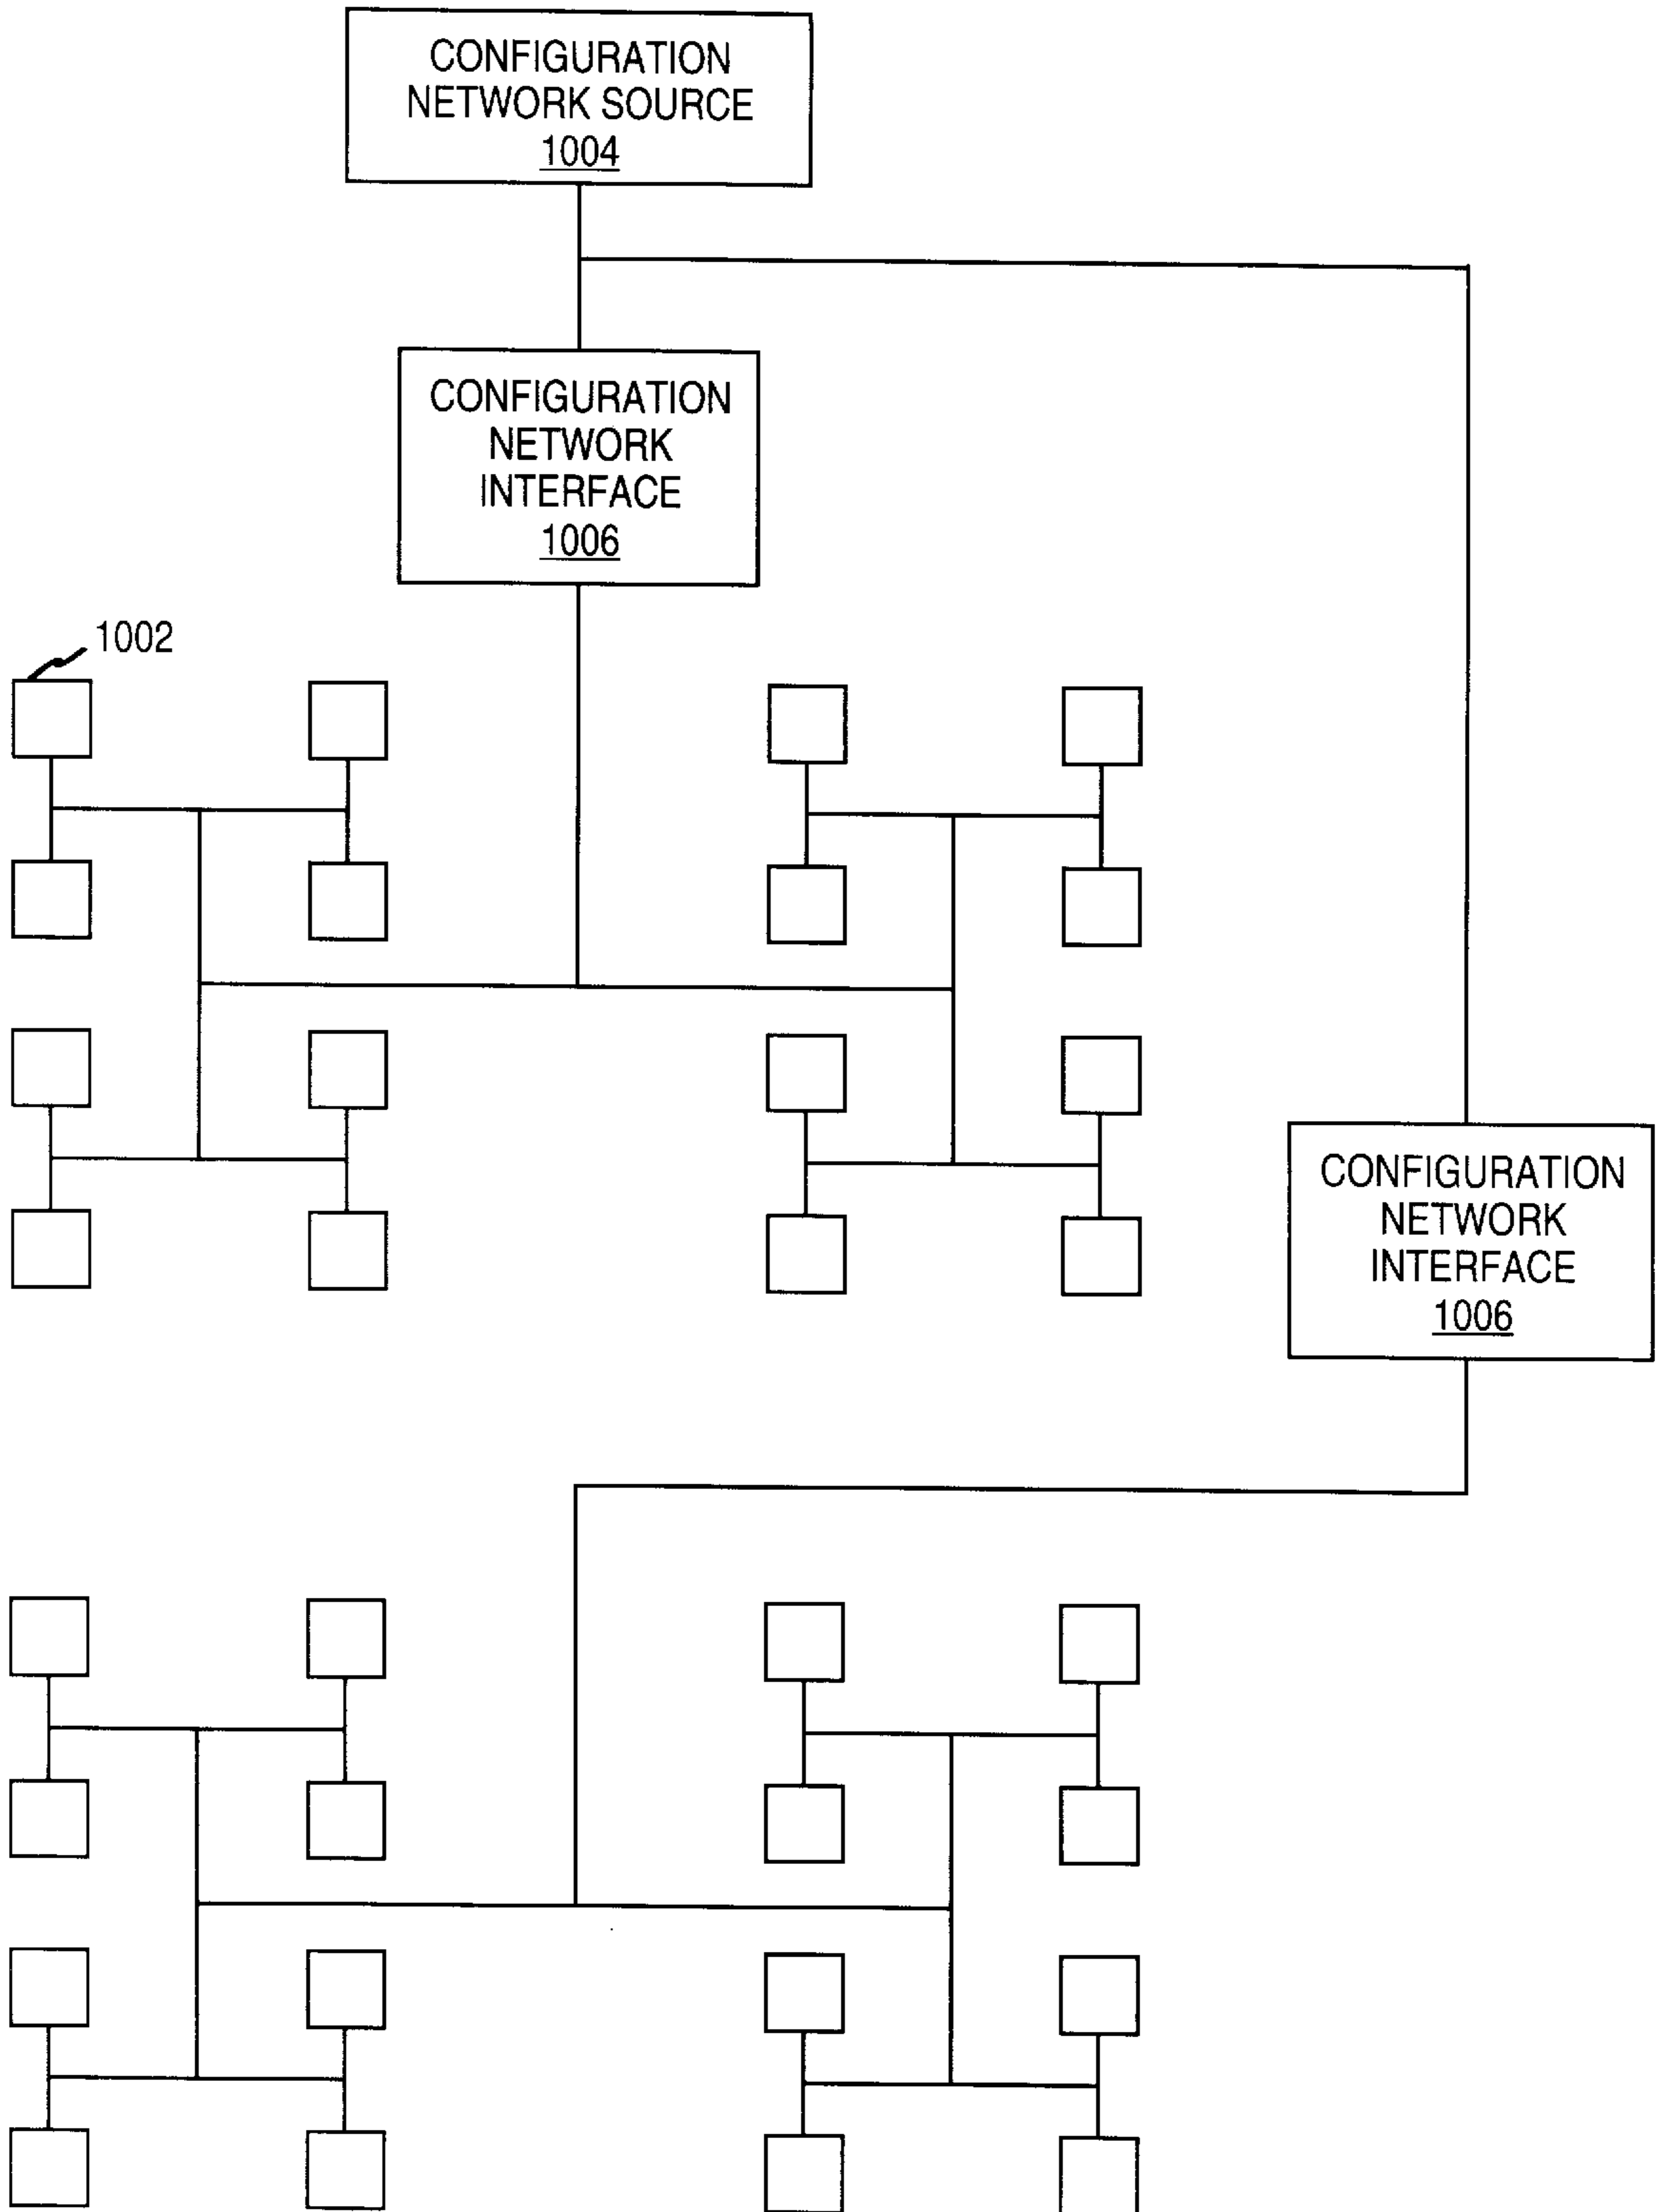 CONFIGURATION
NETWORK SOURCE
1004
CONFIGURATION
NETWORK
INTERFACE
1006
1002
CONFIGURATION
NETWORK
INTERFACE
1006